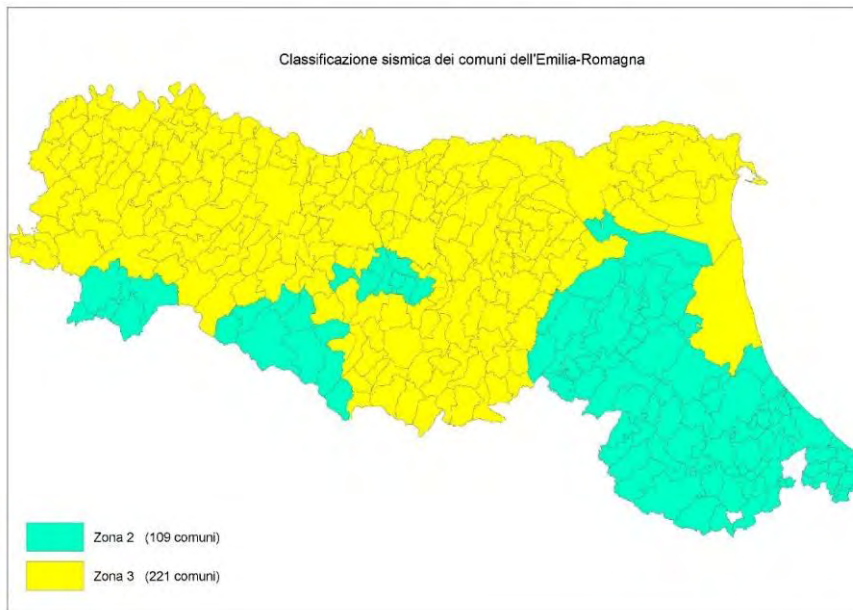 Classificazione sismica dei comuni dell'Emilia-Romagna
Zona 2 (109 comuni)
Zona 3 (221 comuni)